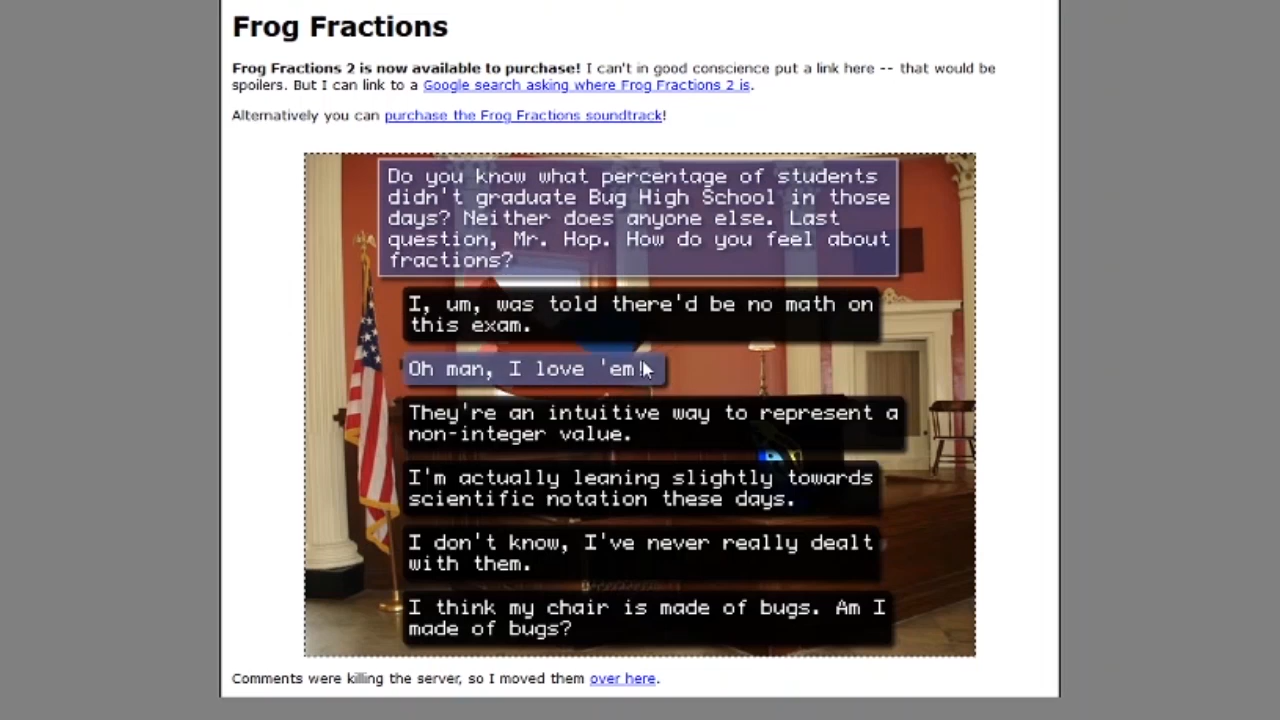 Frog Fractions
Frog Fractions 2 is now available to purchase! I can't in good conscience put a link here -- that would be
spoilers. But I can link to a Google search asking where Frog Fractions 2 is.
Alternatively you can purchase the Frog Fractions soundtrack!
Do you know what percentage of students
didn't graduate Bug High School in those
days? Neither does anyone else. Last
question, Mr. Hop. How do you feel about
fractions?
I, um, was told there'd be no math on
this exam.
Oh man, I love 'em!
They're an intuitive way to represent a
non-integer value.
I'm actually leaning slightly towards
scientific notation these days.
I don't know, I've never really dealt
with them.
I think my chair is made of bugs. Am I
made of bugs?
Comments were killing the server, so I moved them over here.